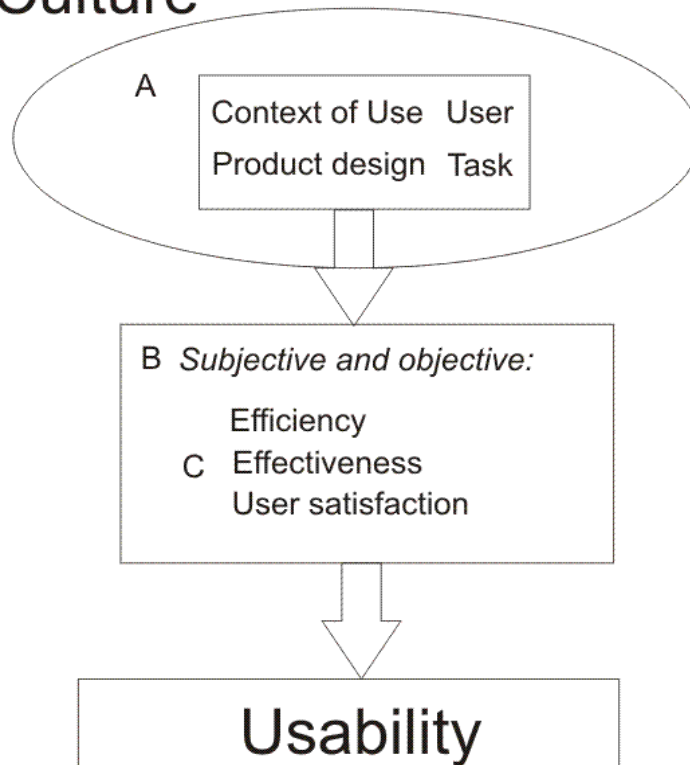 Culture
A
Context of Use User
Product design Task
B Subjective and objective:
Efficiency
C Effectiveness
User satisfaction
Usability